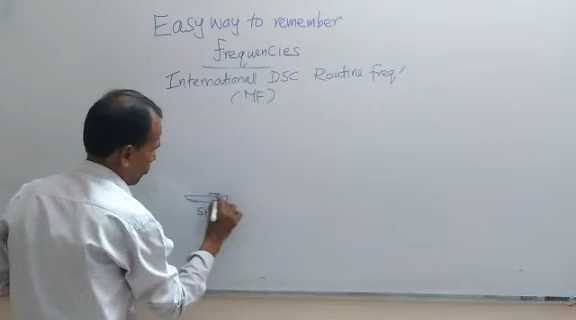 Easy way to remember
frequencies
International DSC Routine freq'
(MF)